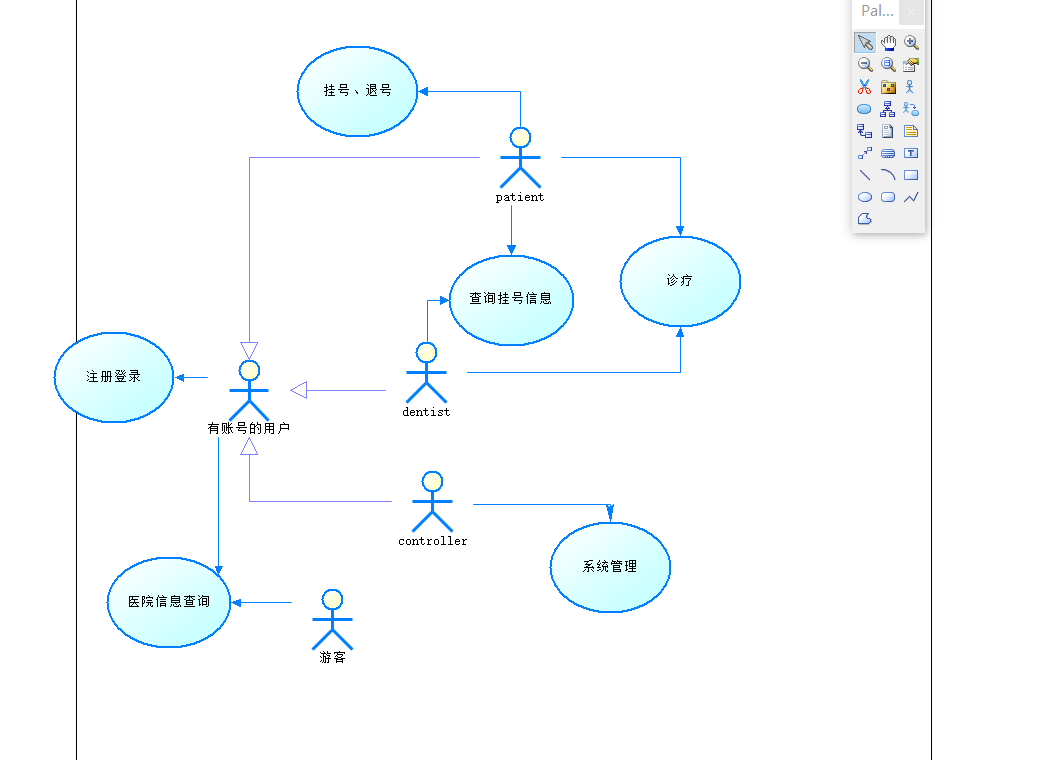 Pal...
挂号、退号
patient
诊疗
查询挂号信息
注册登录
dentist
有账号的用户
controller
系统管理
医院信息查询
游客